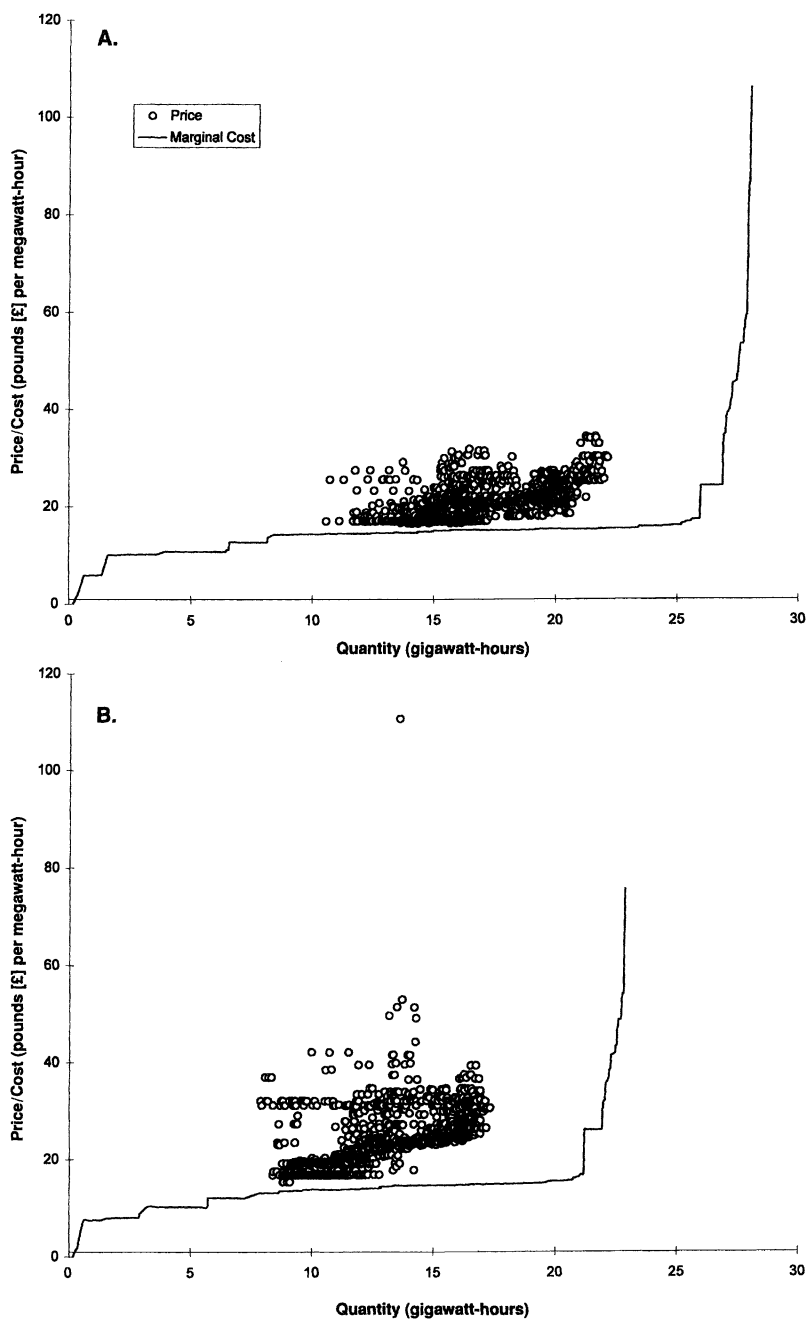 A.
120
100
80
60
40
20
0
Price/Cost (pounds [£] per megawatt-hour)
Price
Marginal Cost
0 5 10 15 20 25 30
Quantity (gigawatt-hours)
B.
120
100
80
60
40
20
0
Price/Cost (pounds [£] per megawatt-hour)
0 5 10 15 20 25 30
Quantity (gigawatt-hours)